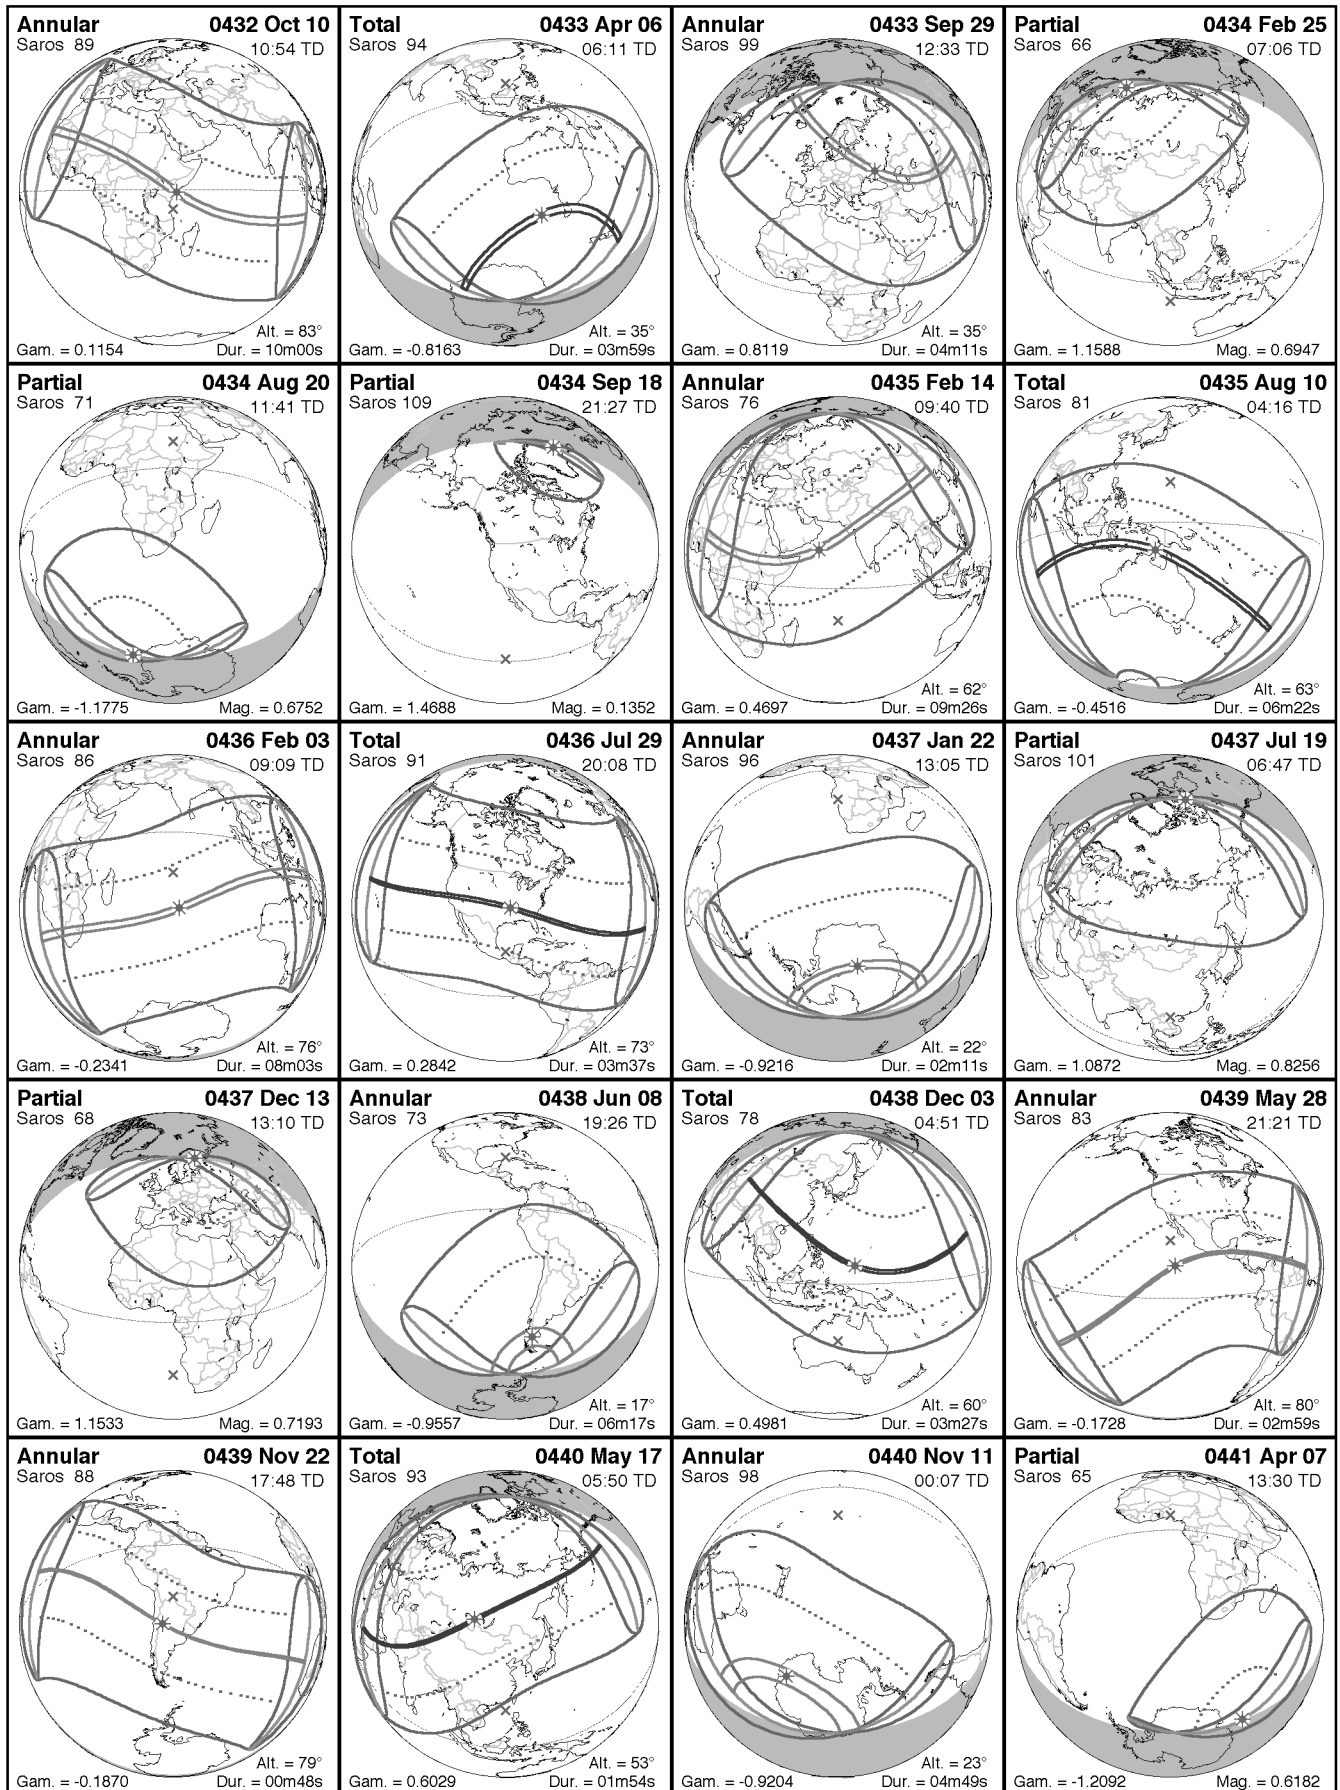 Annular 0432 Oct 10
Saros 89 10:54 TD
Alt. = 83°
Gam. = 0.1154 Dur. = 10m00s
Total 0433 Apr 06
Saros 94 06:11 TD
Alt. = 35°
Gam. = -0.8163 Dur. = 03m59s
Annular 0433 Sep 29
Saros 99 12:33 TD
Alt. = 35°
Gam. = 0.8119 Dur. = 04m11s
Partial 0434 Feb 25
Saros 66 07:06 TD
Gam. = 1.1588 Mag. = 0.6947
Partial 0434 Aug 20
Saros 71 11:41 TD
Gam. = -1.1775 Mag. = 0.6752
Partial 0434 Sep 18
Saros 109 21:27 TD
Gam. = 1.4688 Mag. = 0.1352
Annular 0435 Feb 14
Saros 76 09:40 TD
Alt. = 62°
Gam. = 0.4697 Dur. = 09m26s
Total 0435 Aug 10
Saros 81 04:16 TD
Alt. = 63°
Gam. = -0.4516 Dur. = 06m22s
Annular 0436 Feb 03
Saros 86 09:09 TD
Alt. = 76°
Gam. = -0.2341 Dur. = 08m03s
Total 0436 Jul 29
Saros 91 20:08 TD
Alt. = 73°
Gam. = 0.2842 Dur. = 03m37s
Annular 0437 Jan 22
Saros 96 13:05 TD
Alt. = 22°
Gam. = -0.9216 Dur. = 02m11s
Partial 0437 Jul 19
Saros 101 06:47 TD
Gam. = 1.0872 Mag. = 0.8256
Partial 0437 Dec 13
Saros 68 13:10 TD
Gam. = 1.1533 Mag. = 0.7193
Annular 0438 Jun 08
Saros 73 19:26 TD
Alt. = 17°
Gam. = -0.9557 Dur. = 06m17s
Total 0438 Dec 03
Saros 78 04:51 TD
Alt. = 60°
Gam. = 0.4981 Dur. = 03m27s
Annular 0439 May 28
Saros 83 21:21 TD
Alt. = 80°
Gam. = -0.1728 Dur. = 02m59s
Annular 0439 Nov 22
Saros 88 17:48 TD
Alt. = 79°
Gam. = -0.1870 Dur. = 00m48s
Total 0440 May 17
Saros 93 05:50 TD
Alt. = 53°
Gam. = 0.6029 Dur. = 01m54s
Annular 0440 Nov 11
Saros 98 00:07 TD
Alt. = 23°
Gam. = -0.9204 Dur. = 04m49s
Partial 0441 Apr 07
Saros 65 13:30 TD
Gam. = -1.2092 Mag. = 0.6182